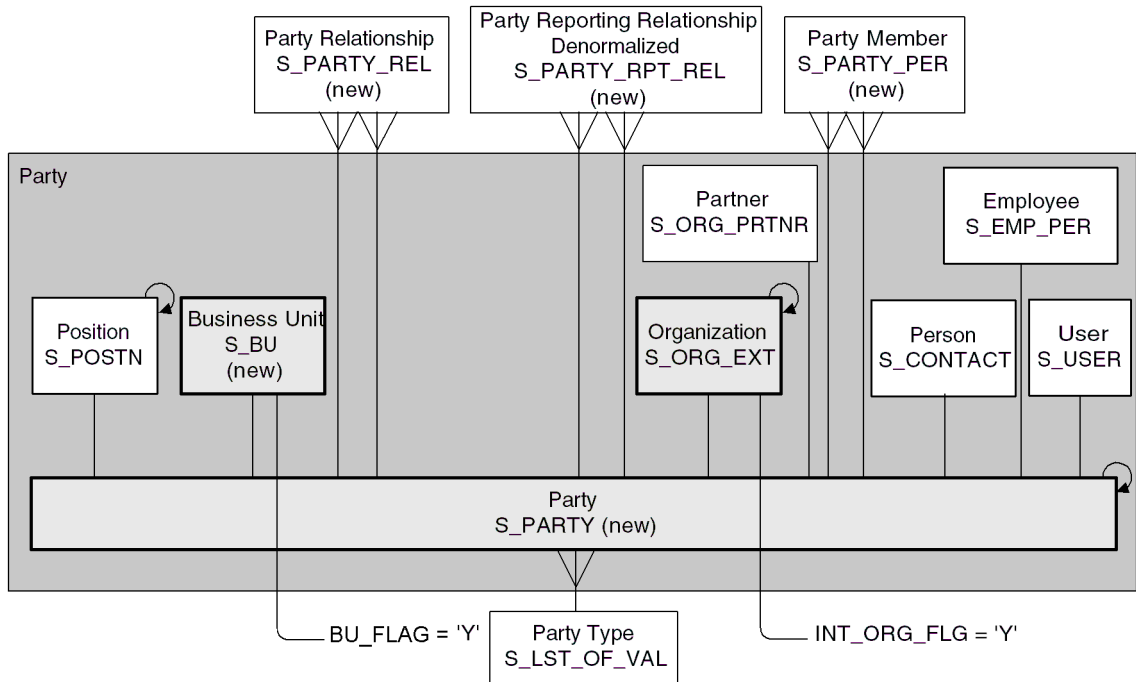 Party Relationship
S_PARTY_REL
(new)
Party Reporting Relationship
Denormalized
S_PARTY_RPT_REL
(new)
Party Member
S_PARTY_PER
(new)
Party
Partner
S_ORG_PRTNR
Employee
S_EMP_PER
Position
S_POSTN
Business Unit
S_BU
(new)
Organization
S_ORG_EXT
Person
S_CONTACT
User
S_USER
Party
S_PARTY (new)
BU_FLAG = 'Y'
Party Type
S_LST_OF_VAL
INT_ORG_FLG = 'Y'